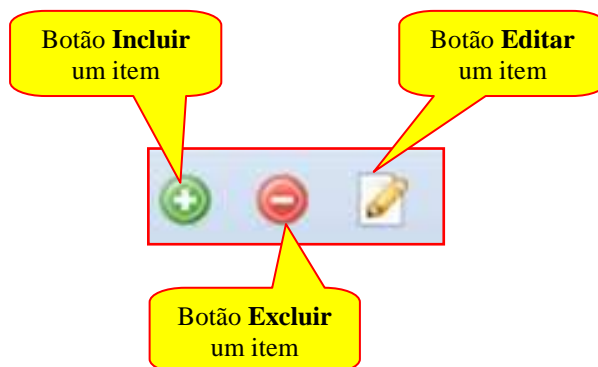 Botão Incluir
um item
Botão Editar
um item
Botão Excluir
um item